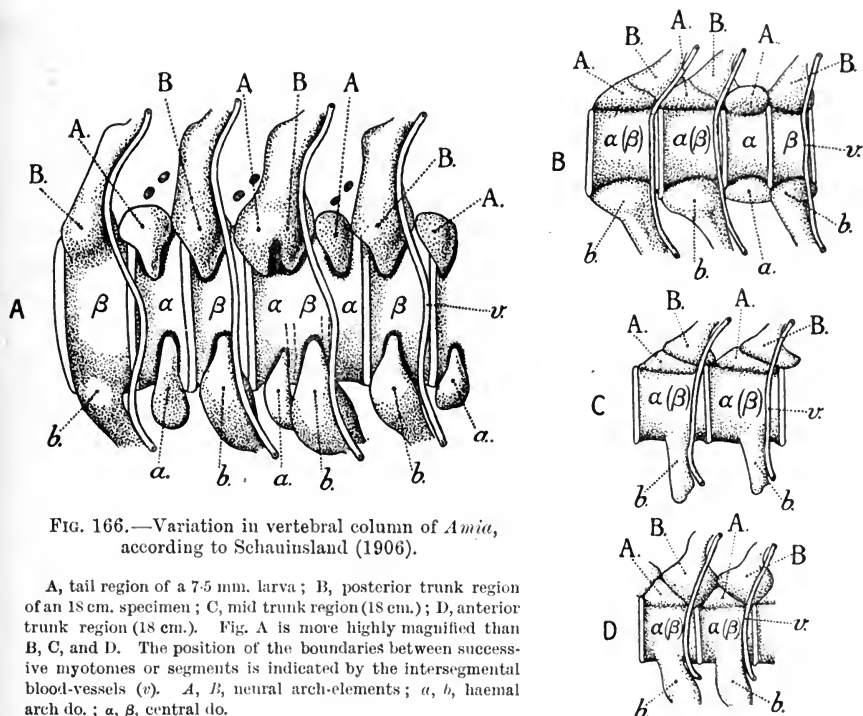 B A B A
A. B.
B. A.
β α β α β α β v.
A
b. a. b. a. b. b. a.
FIG. 166.—Variation in vertebral column of Amia,
according to Schauinsland (1906).
A, tail region of a 7·5 mm. larva; B, posterior trunk region
of an 18 cm. specimen; C, mid trunk region (18 cm.); D, anterior
trunk region (18 cm.). Fig. A is more highly magnified than
B, C, and D. The position of the boundaries between success-
ive myotomes or segments is indicated by the intersegmental
blood-vessels (v). A, B, neural arch-elements; a, b, haemal
arch do.; α, β, central do.
A. B. A. B. A. B.
B α(β) α(β) α β v.
b. b. a. b.
A. B. A. B.
C α(β) α(β) v.
b. b.
A. B. A. B
D α(β) α(β) v.
b. b.